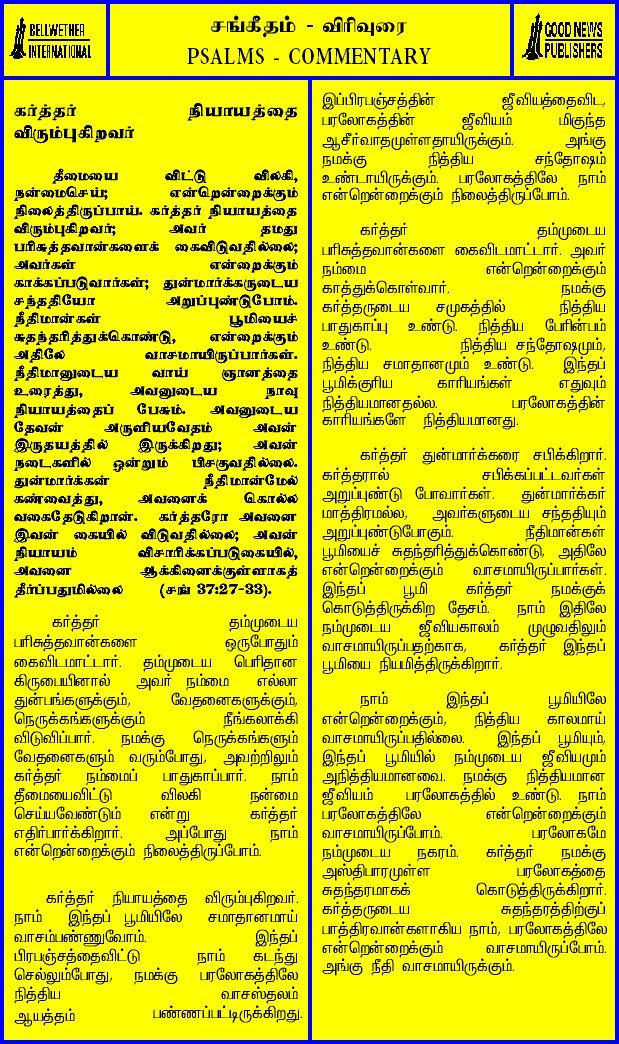 BELLWETHER
INTERNATIONAL
சங்கீதம் - விரிவுரை
PSALMS - COMMENTARY
GOOD NEWS
PUBLISHERS
கர்த்தர் நியாயத்தை
விரும்புகிறவர்
தீமையை விட்டு விலகி,
நன்மைசெய்; என்றென்றைக்கும்
நிலைத்திருப்பாய். கர்த்தர் நியாயத்தை
விரும்புகிறவர்; அவர் தமது
பரிசுத்தவான்களைக் கைவிடுவதில்லை;
அவர்கள் என்றைக்கும்
காக்கப்படுவார்கள்; துன்மார்க்கருடைய
சந்ததியோ அறுப்புண்டுபோம்.
நீதிமான்கள் பூமியைச்
சுதந்தரித்துக்கொண்டு, என்றைக்கும்
அதிலே வாசமாயிருப்பார்கள்.
நீதிமானுடைய வாய் ஞானத்தை
உரைத்து, அவனுடைய நாவு
நியாயத்தைப் பேசும். அவனுடைய
தேவன் அருளியவேதம் அவன்
இருதயத்தில் இருக்கிறது; அவன்
நடைகளில் ஒன்றும் பிசகுவதில்லை.
துன்மார்க்கன் நீதிமான்மேல்
கண்வைத்து, அவனைக் கொல்ல
வகைதேடுகிறான். கர்த்தரோ அவனை
இவன் கையில் விடுவதில்லை; அவன்
நியாயம் விசாரிக்கப்படுகையில்,
அவனை ஆக்கினைக்குள்ளாகத்
தீர்ப்பதுமில்லை (சங் 37:27-33).
கர்த்தர் தம்முடைய
பரிசுத்தவான்களை ஒருபோதும்
கைவிடமாட்டார். தம்முடைய பெரிதான
கிருபையினால் அவர் நம்மை எல்லா
துன்பங்களுக்கும், வேதனைகளுக்கும்,
நெருக்கங்களுக்கும் நீங்கலாக்கி
விடுவிப்பார். நமக்கு நெருக்கங்களும்
வேதனைகளும் வரும்போது, அவற்றிலும்
கர்த்தர் நம்மைப் பாதுகாப்பார். நாம்
தீமையைவிட்டு விலகி நன்மை
செய்யவேண்டும் என்று கர்த்தர்
எதிர்பார்க்கிறார். அப்போது நாம்
என்றென்றைக்கும் நிலைத்திருப்போம்.
கர்த்தர் நியாயத்தை விரும்புகிறவர்.
நாம் இந்தப் பூமியிலே சமாதானமாய்
வாசம்பண்ணுவோம். இந்தப்
பிரபஞ்சத்தைவிட்டு நாம் கடந்து
செல்லும்போது, நமக்கு பரலோகத்திலே
நித்திய வாசஸ்தலம்
ஆயத்தம் பண்ணப்பட்டிருக்கிறது.
இப்பிரபஞ்சத்தின் ஜீவியத்தைவிட,
பரலோகத்தின் ஜீவியம் மிகுந்த
ஆசீர்வாதமுள்ளதாயிருக்கும். அங்கு
நமக்கு நித்திய சந்தோஷம்
உண்டாயிருக்கும். பரலோகத்திலே நாம்
என்றென்றைக்கும் நிலைத்திருப்போம்.
கர்த்தர் தம்முடைய
பரிசுத்தவான்களை கைவிடமாட்டார். அவர்
நம்மை என்றென்றைக்கும்
காத்துக்கொள்வார். நமக்கு
கர்த்தருடைய சமுகத்தில் நித்திய
பாதுகாப்பு உண்டு. நித்திய பேரின்பம்
உண்டு. நித்திய சந்தோஷமும்,
நித்திய சமாதானமும் உண்டு. இந்தப்
பூமிக்குரிய காரியங்கள் எதுவும்
நித்தியமானதல்ல. பரலோகத்தின்
காரியங்களே நித்தியமானது.
கர்த்தர் துன்மார்க்கரை சபிக்கிறார்.
கர்த்தரால் சபிக்கப்பட்டவர்கள்
அறுப்புண்டு போவார்கள். துன்மார்க்கர்
மாத்திரமல்ல, அவர்களுடைய சந்ததியும்
அறுப்புண்டுபோகும். நீதிமான்கள்
பூமியைச் சுதந்தரித்துக்கொண்டு, அதிலே
என்றென்றைக்கும் வாசமாயிருப்பார்கள்.
இந்தப் பூமி கர்த்தர் நமக்குக்
கொடுத்திருக்கிற தேசம். நாம் இதிலே
நம்முடைய ஜீவியகாலம் முழுவதிலும்
வாசமாயிருப்பதற்காக, கர்த்தர் இந்தப்
பூமியை நியமித்திருக்கிறார்.
நாம் இந்தப் பூமியிலே
என்றென்றைக்கும், நித்திய காலமாய்
வாசமாயிருப்பதில்லை. இந்தப் பூமியும்,
இந்தப் பூமியில் நம்முடைய ஜீவியமும்
அநித்தியமானவை. நமக்கு நித்தியமான
ஜீவியம் பரலோகத்தில் உண்டு. நாம்
பரலோகத்திலே என்றென்றைக்கும்
வாசமாயிருப்போம். பரலோகமே
நம்முடைய நகரம். கர்த்தர் நமக்கு
அஸ்திபாரமுள்ள பரலோகத்தை
சுதந்தரமாகக் கொடுத்திருக்கிறார்.
கர்த்தருடைய சுதந்தரத்திற்குப்
பாத்திரவான்களாகிய நாம், பரலோகத்திலே
என்றென்றைக்கும் வாசமாயிருப்போம்.
அங்கு நீதி வாசமாயிருக்கும்.